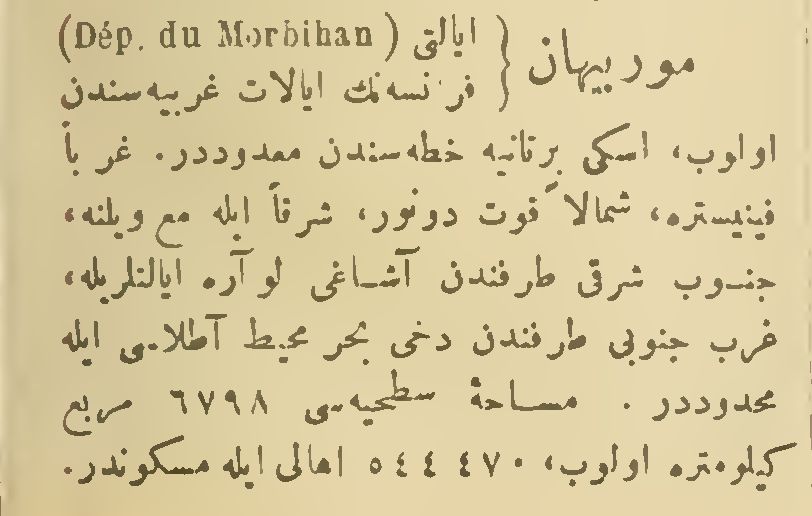 موربيهان { ايالتى (Dép. du Morbihan)
فرانسه‌نك ايالات غربيه‌سندن
اولوب، اسكى برتانيه خطه‌سندن معدوددر. غرباً
فينيستره، شمالاً قوت دونور، شرقاً ايله مع ويلنه،
جنوب شرقى طرفندن آشاغى لوآره ايالتلريله،
غرب جنوبى طرفندن دخى بحر محيط آطلاسى ايله
محدوددر . مساحهٔ سطحيه‌سى ٦٧٩٨ مربع
كيلومتره اولوب، ٥٤٤٤٧٠ اهالى ايله مسكوندر.